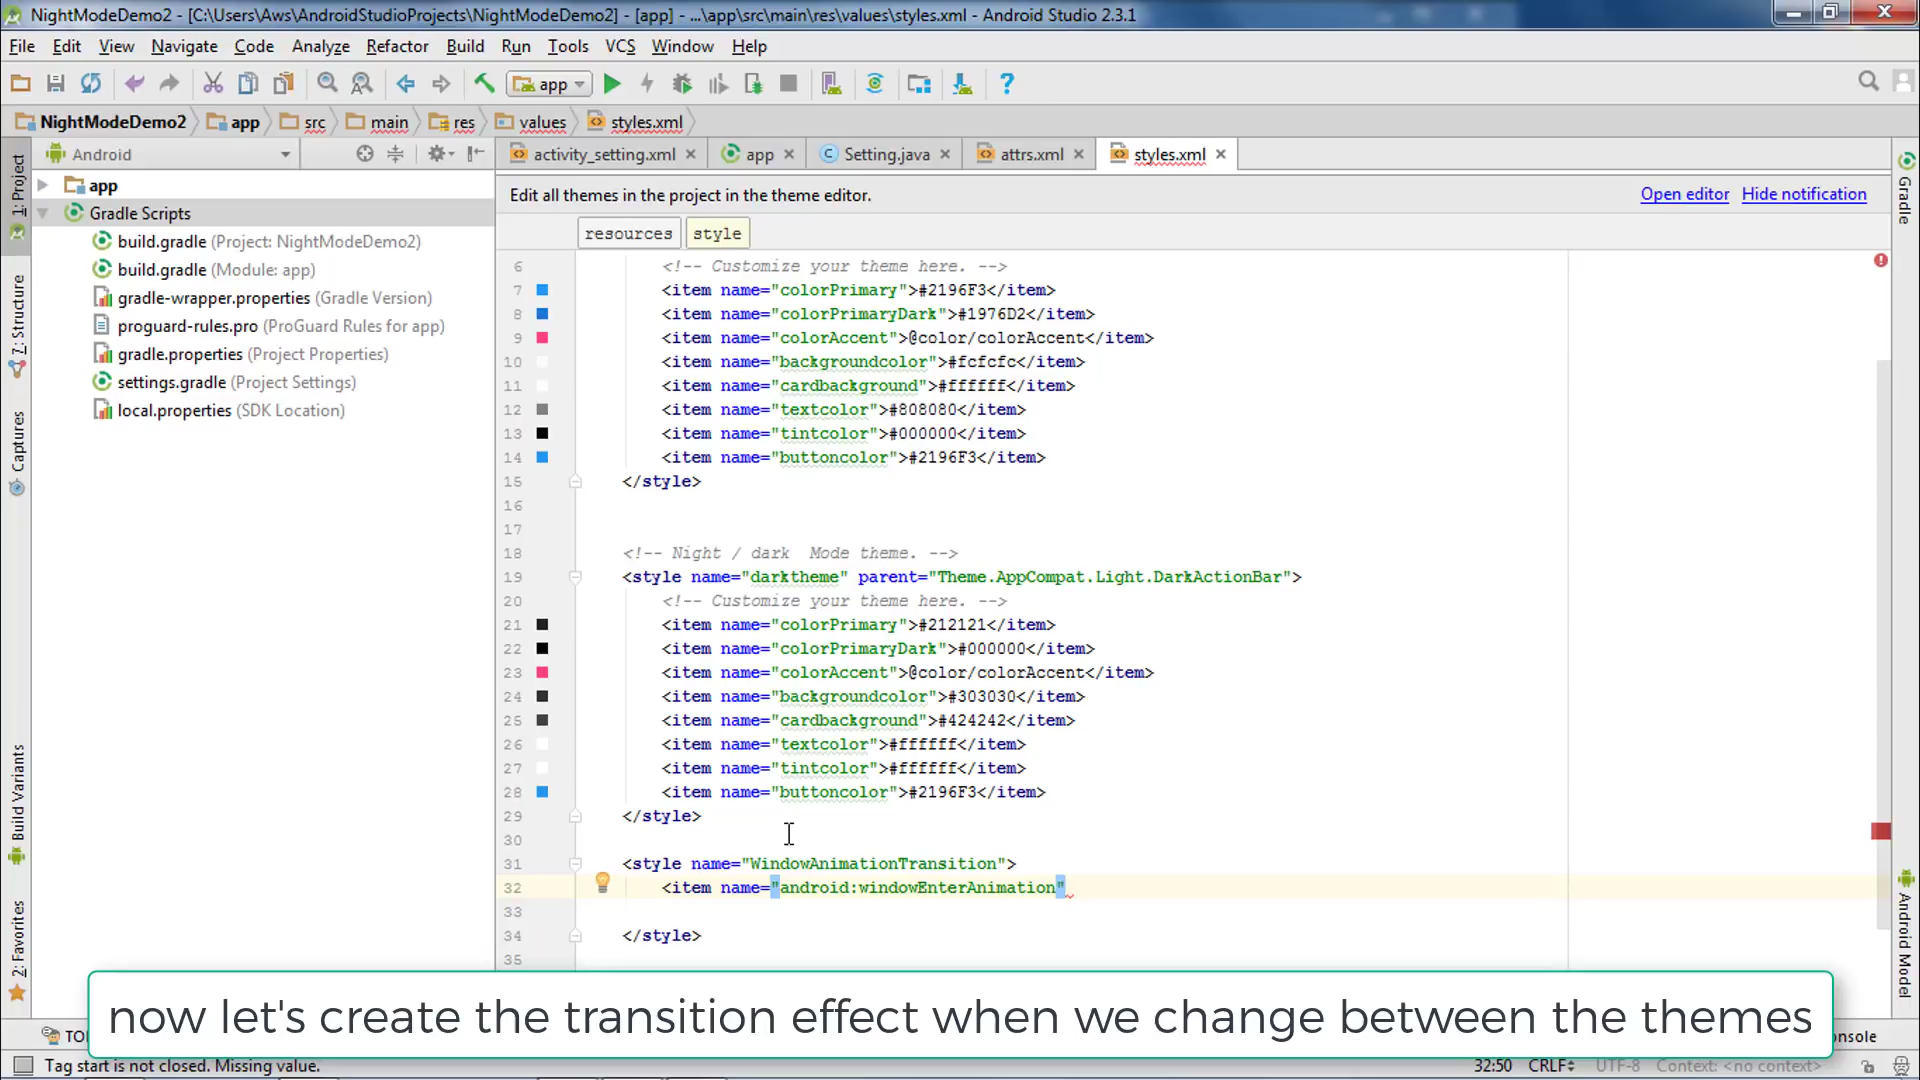 NightModeDemo2 - [C:\Users\Aws\AndroidStudioProjects\NightModeDemo2] - [app] - ...\app\src\main\res\values\styles.xml - Android Studio 2.3.1
File Edit View Navigate Code Analyze Refactor Build Run Tools VCS Window Help
app
NightModeDemo2 app src main res values styles.xml
Android
activity_setting.xml app Setting.java attrs.xml styles.xml
1: Project
7: Structure
Captures
Build Variants
2: Favorites
app
Gradle Scripts
build.gradle (Project: NightModeDemo2)
build.gradle (Module: app)
gradle-wrapper.properties (Gradle Version)
proguard-rules.pro (ProGuard Rules for app)
gradle.properties (Project Properties)
settings.gradle (Project Settings)
local.properties (SDK Location)
Edit all themes in the project in the theme editor. Open editor Hide notification
resources style
6 <!-- Customize your theme here. -->
7 <item name="colorPrimary">#2196F3</item>
8 <item name="colorPrimaryDark">#1976D2</item>
9 <item name="colorAccent">@color/colorAccent</item>
10 <item name="backgroundcolor">#fcfcfc</item>
11 <item name="cardbackground">#ffffff</item>
12 <item name="textcolor">#808080</item>
13 <item name="tintcolor">#000000</item>
14 <item name="buttoncolor">#2196F3</item>
15 </style>
16
17
18 <!-- Night / dark  Mode theme. -->
19 <style name="darktheme" parent="Theme.AppCompat.Light.DarkActionBar">
20 <!-- Customize your theme here. -->
21 <item name="colorPrimary">#212121</item>
22 <item name="colorPrimaryDark">#000000</item>
23 <item name="colorAccent">@color/colorAccent</item>
24 <item name="backgroundcolor">#303030</item>
25 <item name="cardbackground">#424242</item>
26 <item name="textcolor">#ffffff</item>
27 <item name="tintcolor">#ffffff</item>
28 <item name="buttoncolor">#2196F3</item>
29 </style>
30
31 <style name="WindowAnimationTransition">
32 <item name="android:windowEnterAnimation"
33
34 </style>
35
Gradle
Android Model
now let's create the transition effect when we change between the themes
Tag start is not closed. Missing value. 32:50 CRLF UTF-8 Context: <no context>